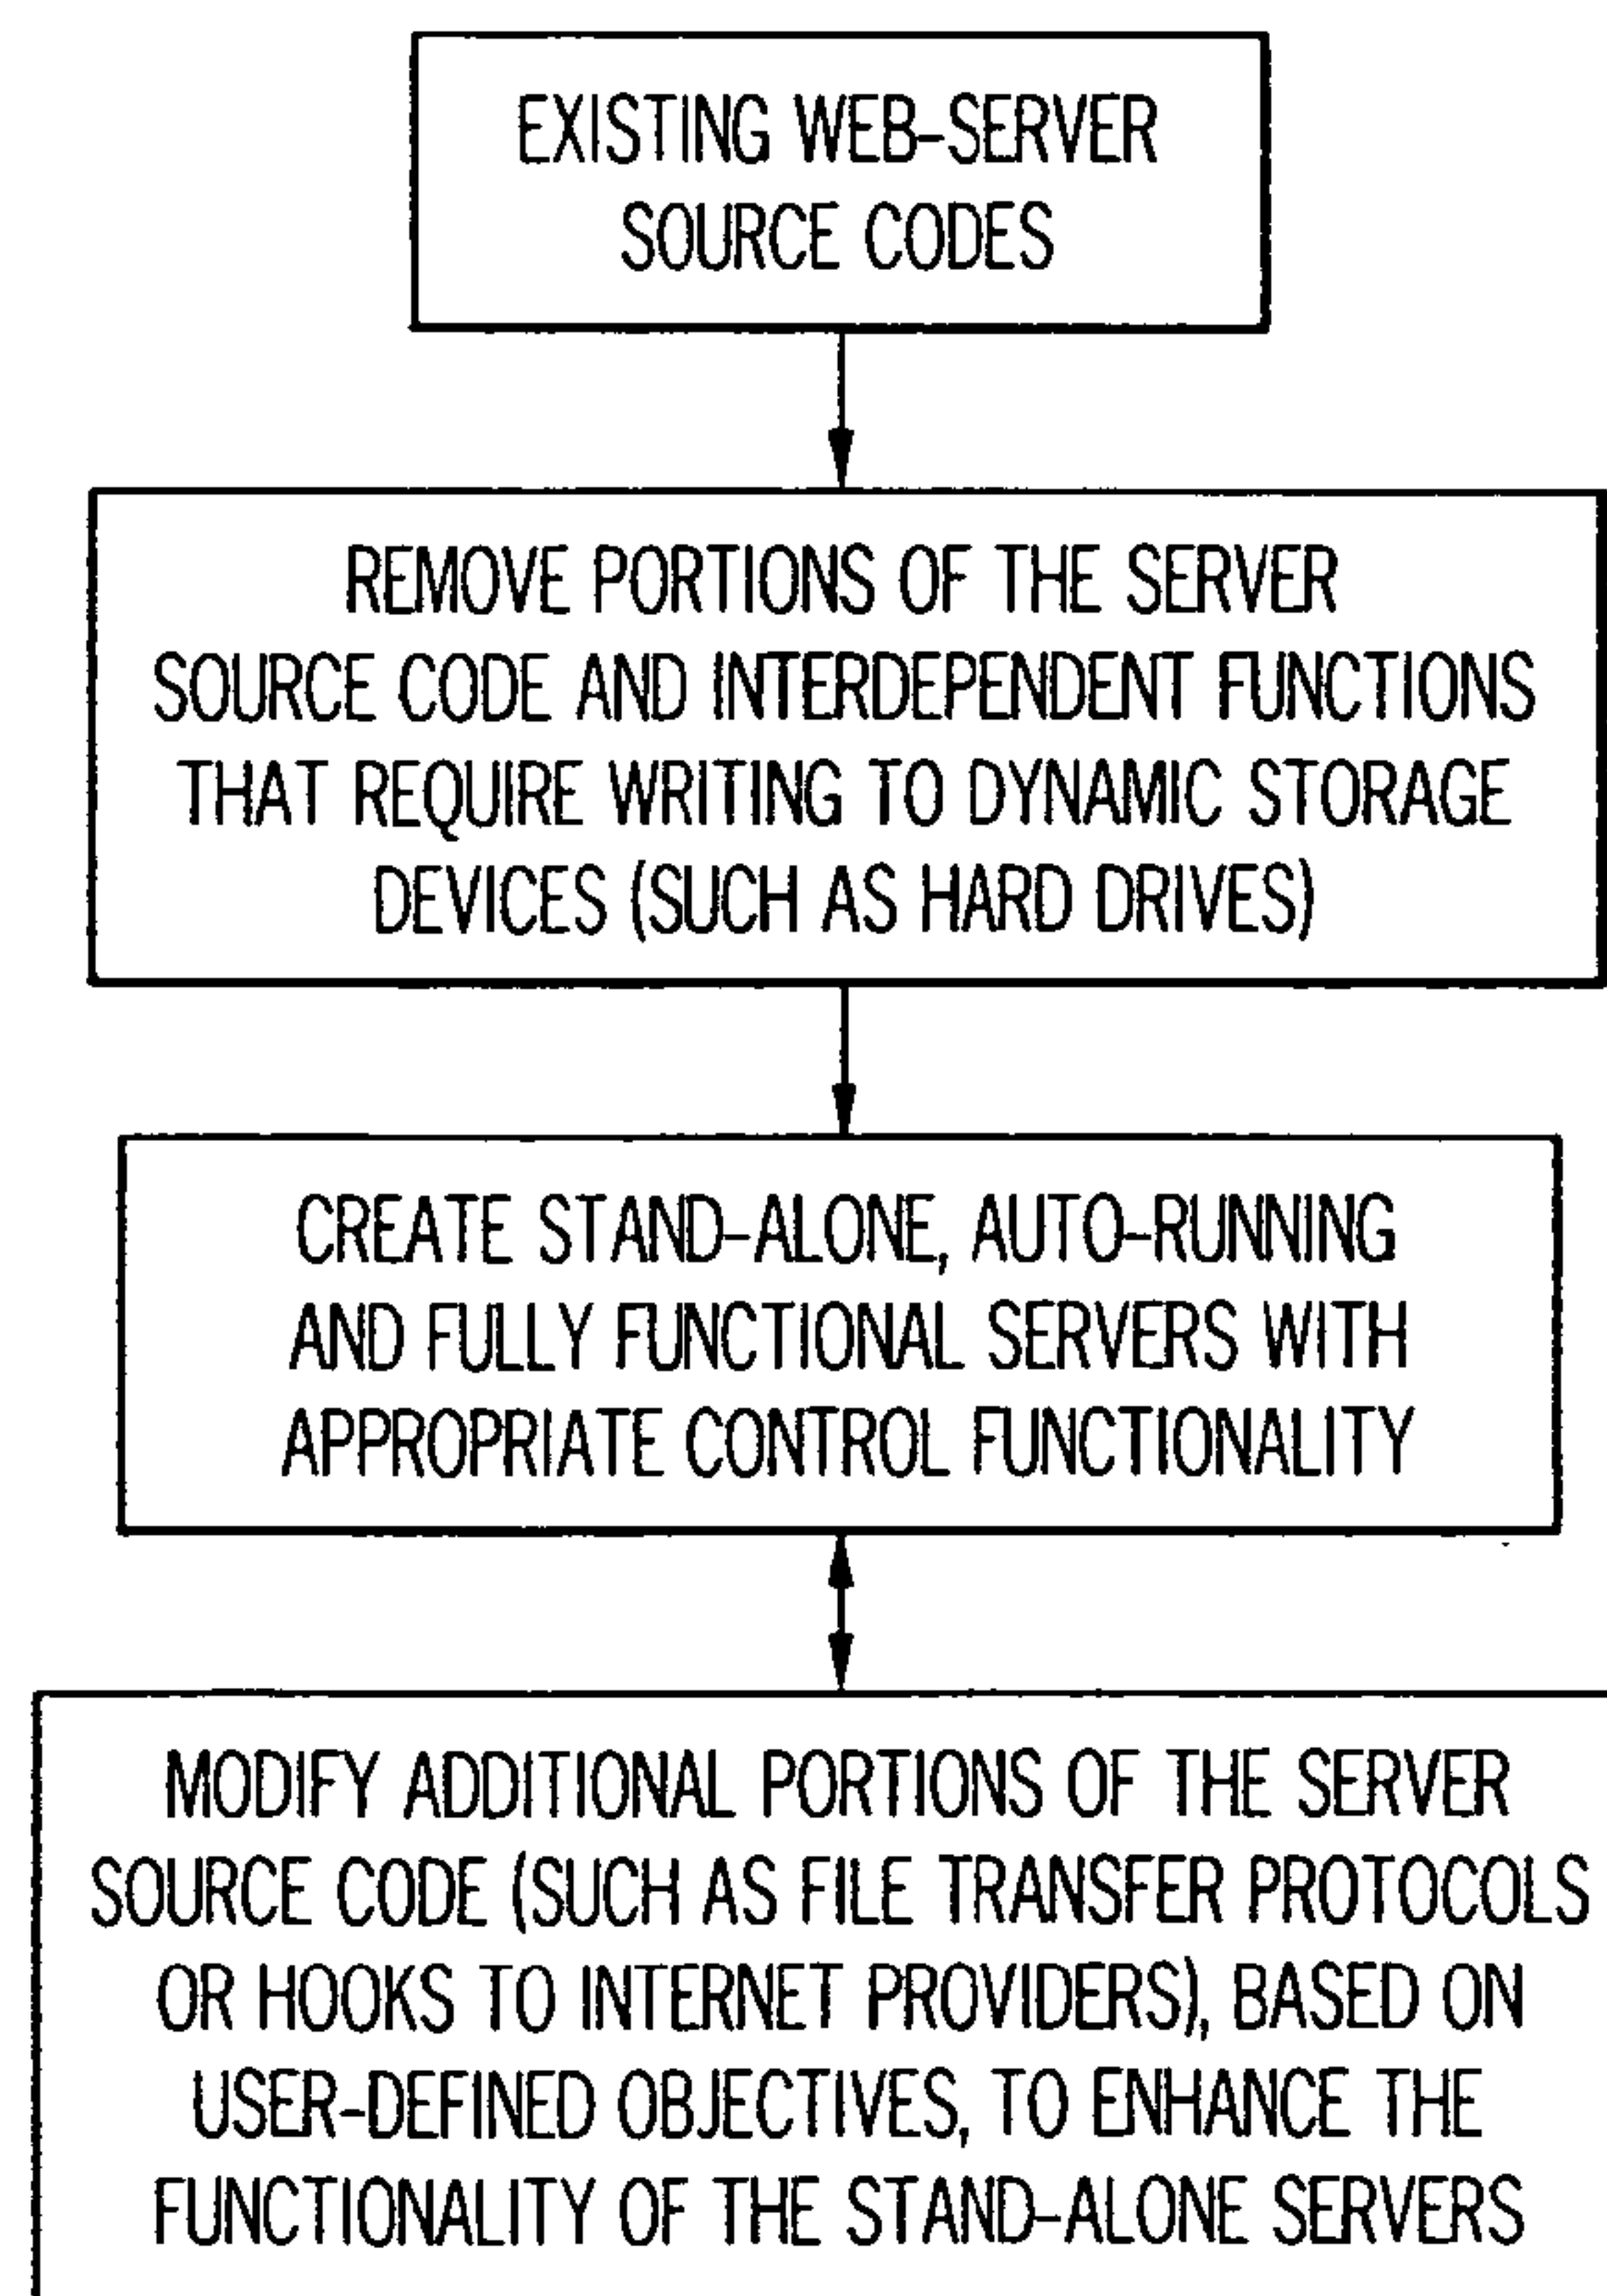 EXISTING WEB-SERVER
SOURCE CODES
REMOVE PORTIONS OF THE SERVER
SOURCE CODE AND INTERDEPENDENT FUNCTIONS
THAT REQUIRE WRITING TO DYNAMIC STORAGE
DEVICES (SUCH AS HARD DRIVES)
CREATE STAND-ALONE, AUTO-RUNNING
AND FULLY FUNCTIONAL SERVERS WITH
APPROPRIATE CONTROL FUNCTIONALITY
MODIFY ADDITIONAL PORTIONS OF THE SERVER
SOURCE CODE (SUCH AS FILE TRANSFER PROTOCOLS
OR HOOKS TO INTERNET PROVIDERS), BASED ON
USER-DEFINED OBJECTIVES, TO ENHANCE THE
FUNCTIONALITY OF THE STAND-ALONE SERVERS